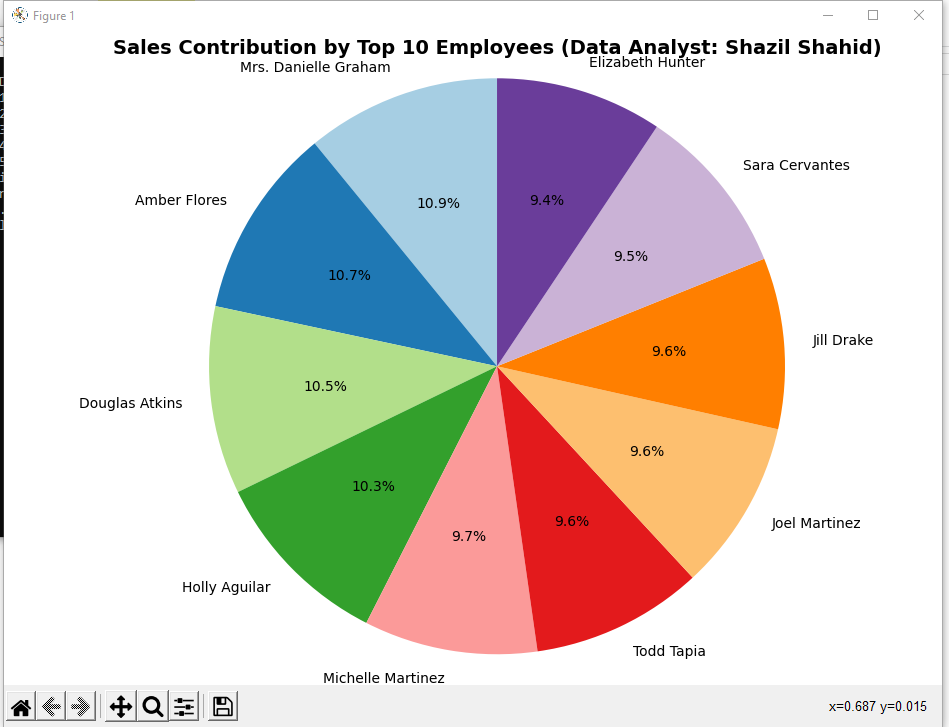 Figure 1
Sales Contribution by Top 10 Employees (Data Analyst: Shazil Shahid)
Mrs. Danielle Graham
Elizabeth Hunter
Sara Cervantes
Amber Flores
10.9%
9.4%
9.5%
10.7%
Jill Drake
9.6%
10.5%
Douglas Atkins
9.6%
10.3%
Joel Martinez
9.6%
9.7%
Holly Aguilar
Todd Tapia
Michelle Martinez
x=0.687 y=0.015